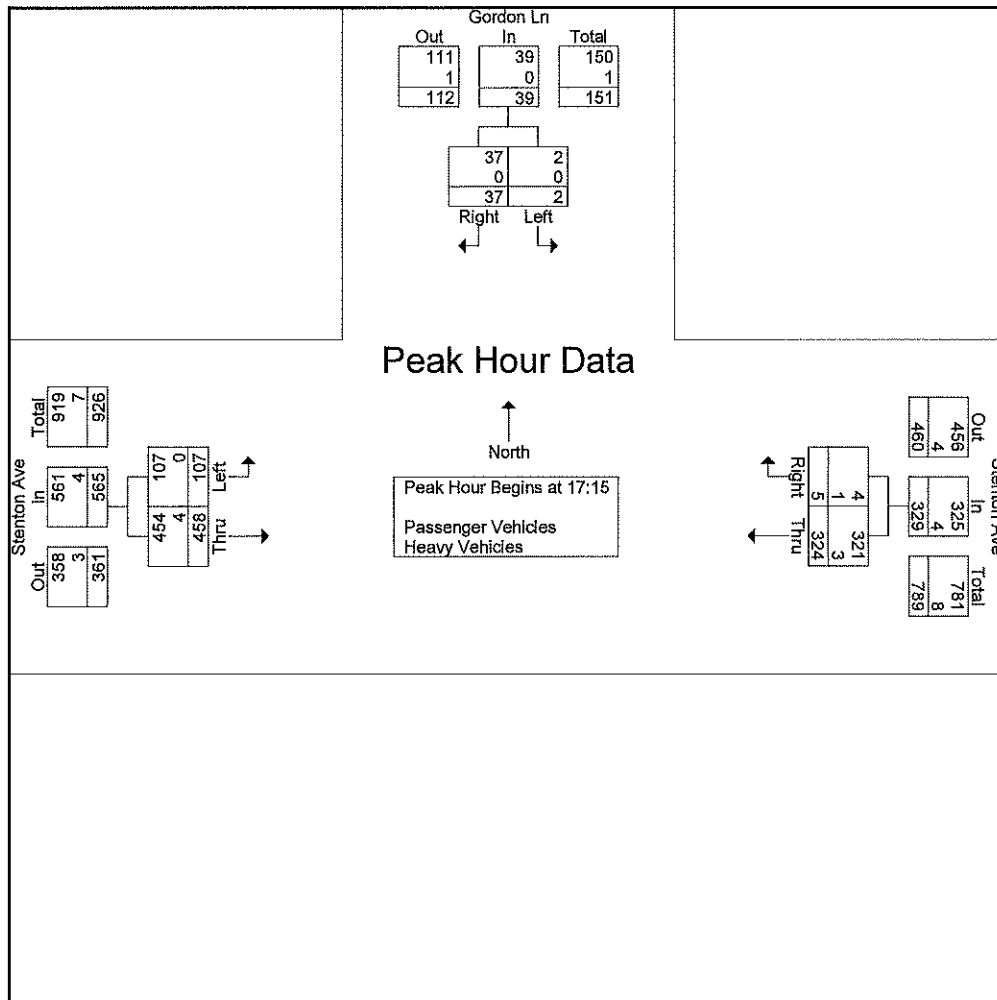 Gordon Ln
Out In Total
111 39 150
1 0 1
112 39 151
37 2
0 0
37 2
Right Left
Peak Hour Data
North
Peak Hour Begins at 17:15
Passenger Vehicles
Heavy Vehicles
Stenton Ave
Out In Total
358 561 919
3 4 7
361 565 926
Left Thru
107 454
0 4
107 458
Left Thru
Stenton Ave
Out In Total
456 325 781
4 4 8
460 329 789
4 321
1 3
5 324
Right Thru